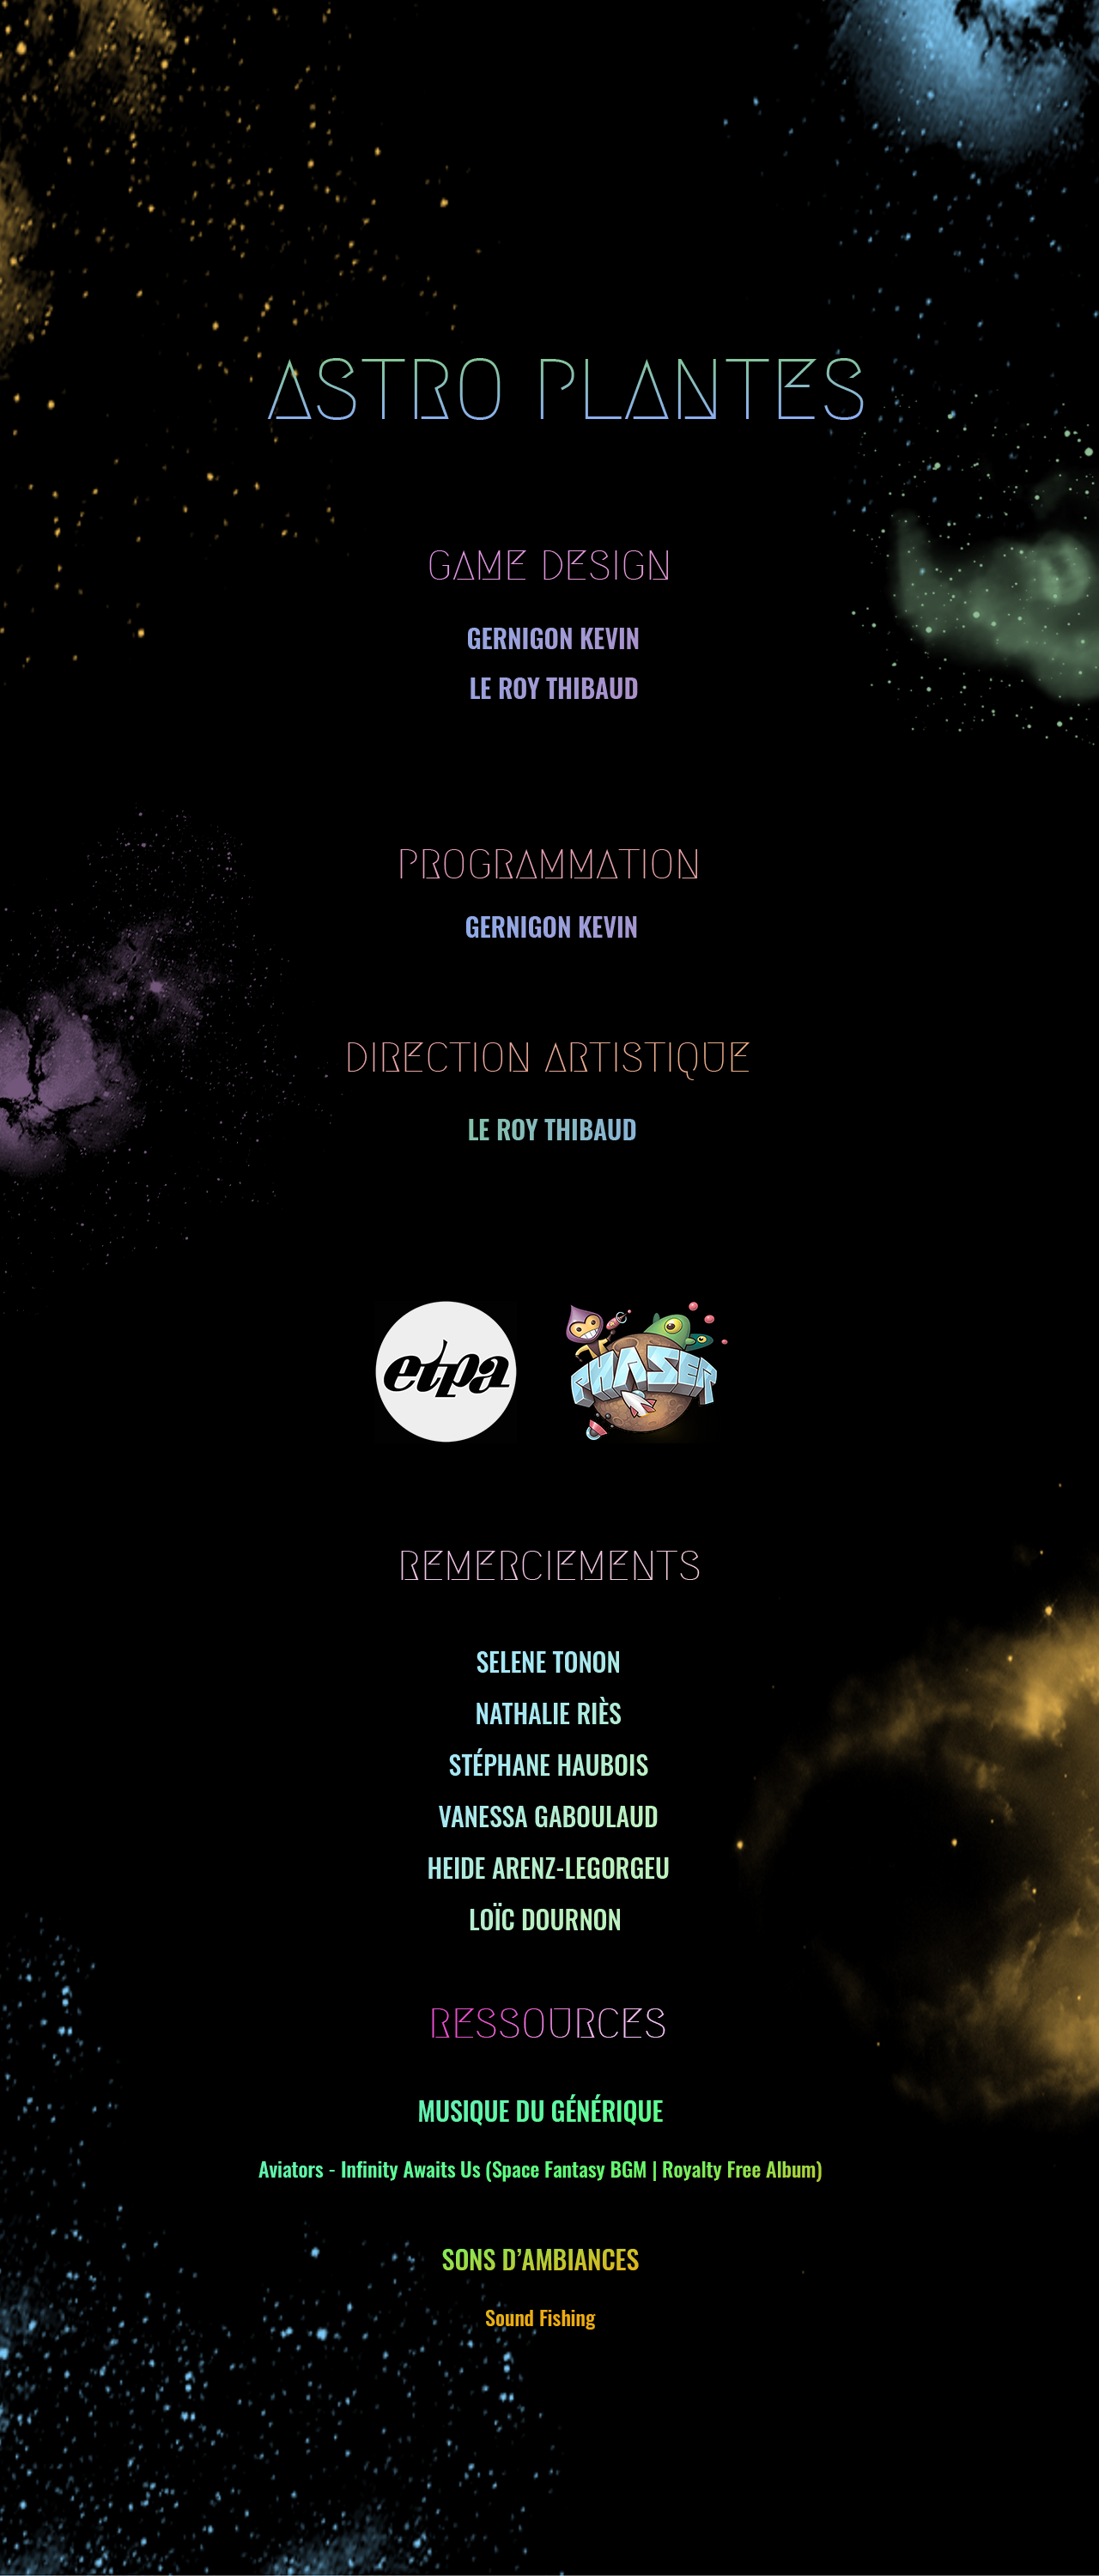 ASTRO PLANTES
GAME DESIGN
GERNIGON KEVIN
LE ROY THIBAUD
PROGRAMMATION
GERNIGON KEVIN
DIRECTION ARTISTIQUE
LE ROY THIBAUD
etpa
PHASER
REMERCIEMENTS
SELENE TONON
NATHALIE RIÈS
STÉPHANE HAUBOIS
VANESSA GABOULAUD
HEIDE ARENZ-LEGORGEU
LOÏC DOURNON
RESSOURCES
MUSIQUE DU GÉNÉRIQUE
Aviators - Infinity Awaits Us (Space Fantasy BGM | Royalty Free Album)
SONS D’AMBIANCES
Sound Fishing